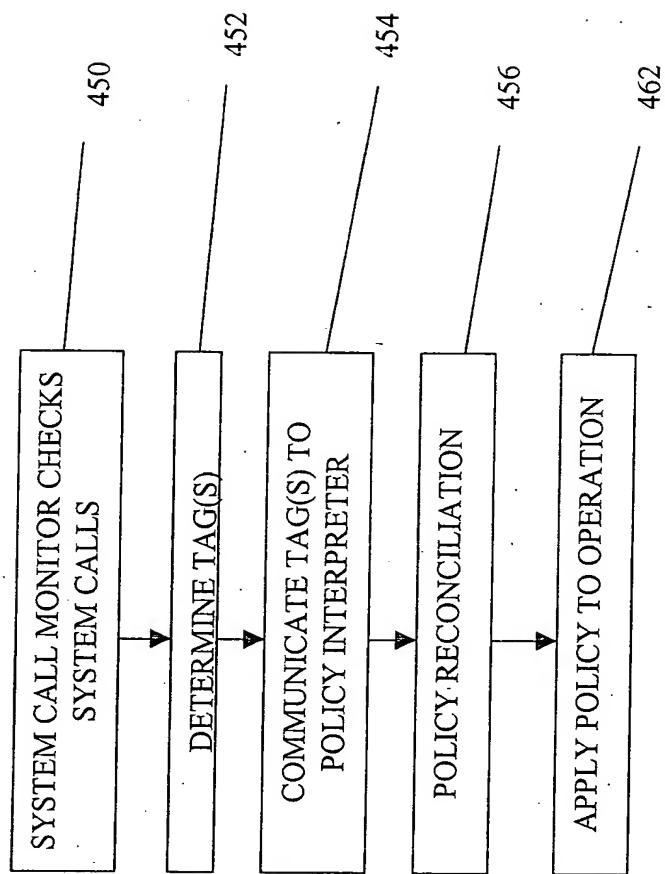 SYSTEM CALL MONITOR CHECKS
SYSTEM CALLS
450
DETERMINE TAG(S)
452
COMMUNICATE TAG(S) TO
POLICY INTERPRETER
454
POLICY RECONCILIATION
456
APPLY POLICY TO OPERATION
462